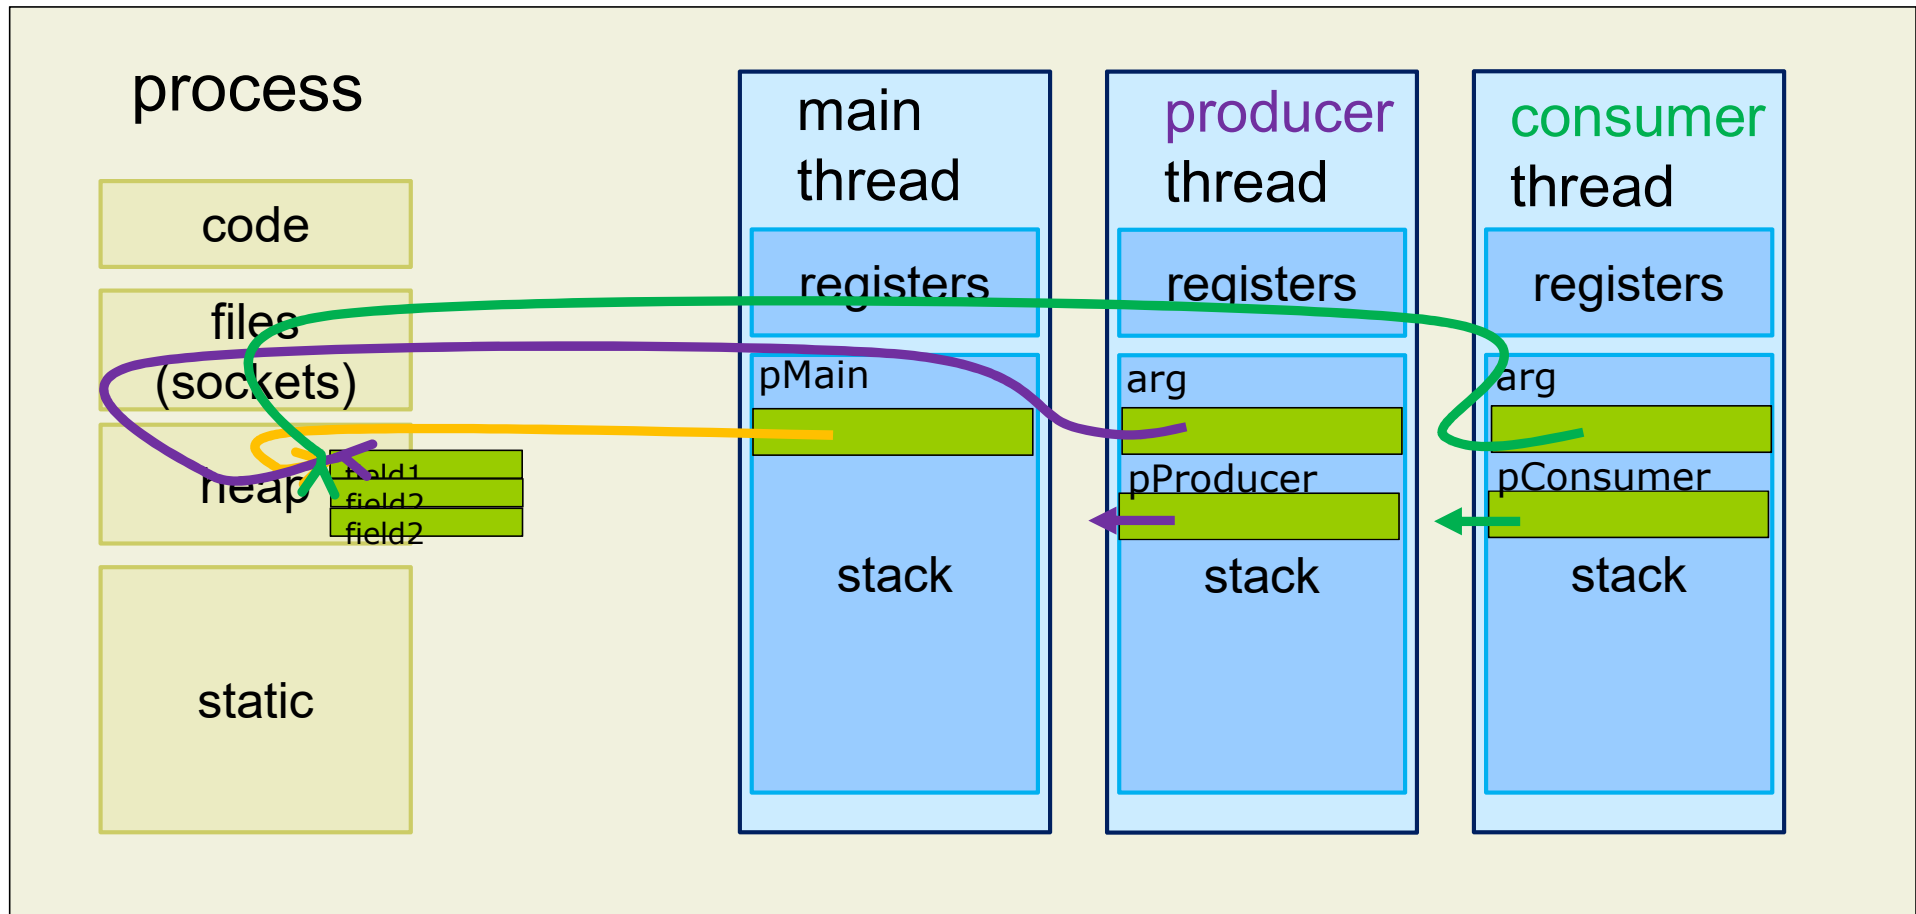 process
code
files
(sockets)
heap
field1
field2
field2
static
main
thread
registers
pMain
stack
producer
thread
registers
arg
pProducer
stack
consumer
thread
registers
arg
pConsumer
stack